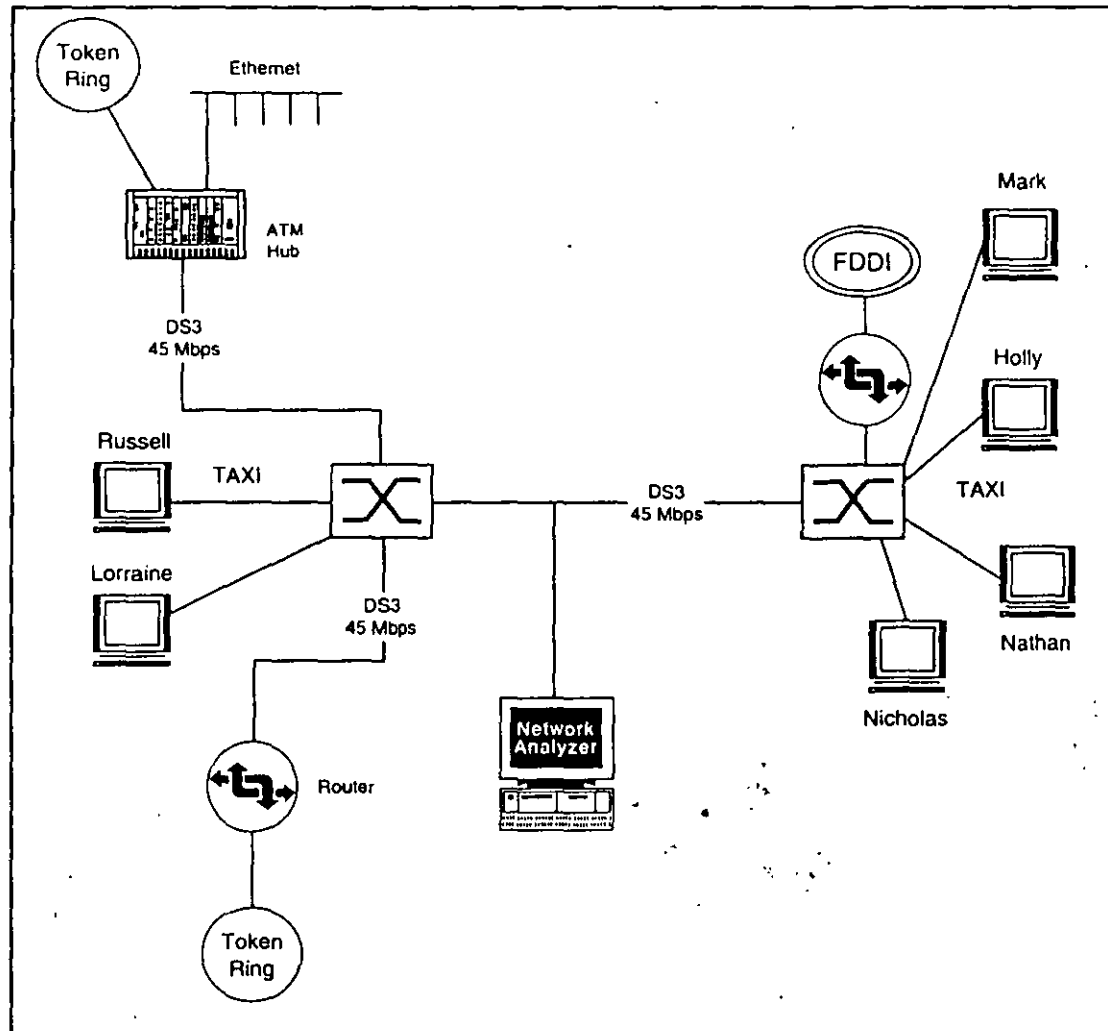 Token
Ring
Ethernet
ATM
Hub
DS3
45 Mbps
Mark
FDDI
Holly
Russell
TAXI
DS3
45 Mbps
TAXI
Lorraine
DS3
45 Mbps
Nathan
Nicholas
Network
Analyzer
Router
Token
Ring